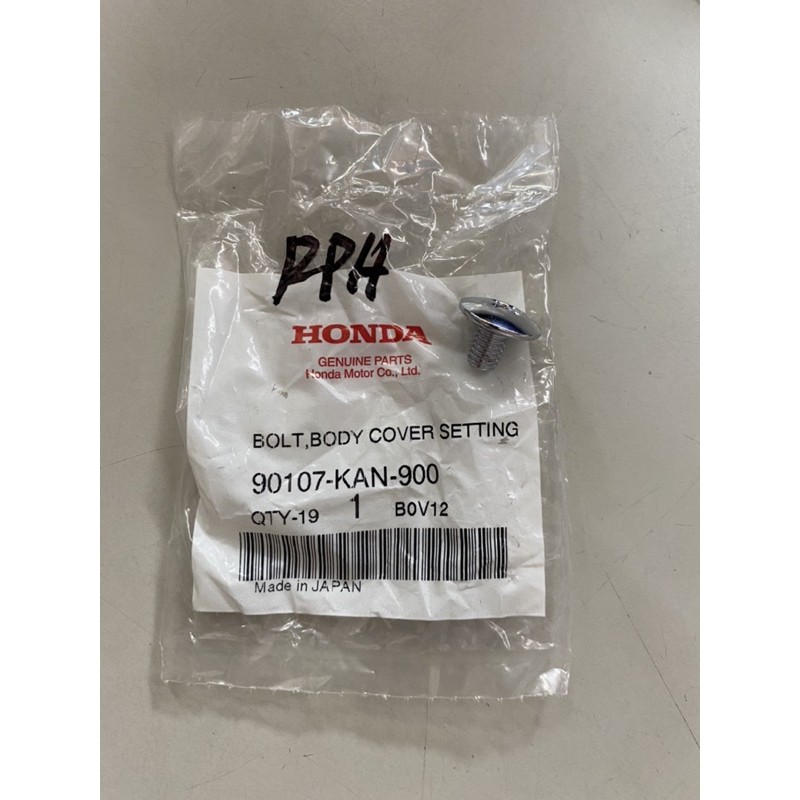 PPH
HONDA
GENUINE PARTS
Honda Motor Co., Ltd.
BOLT,BODY COVER SETTING
90107-KAN-900
QTY-19 1 B0V12
Made in JAPAN